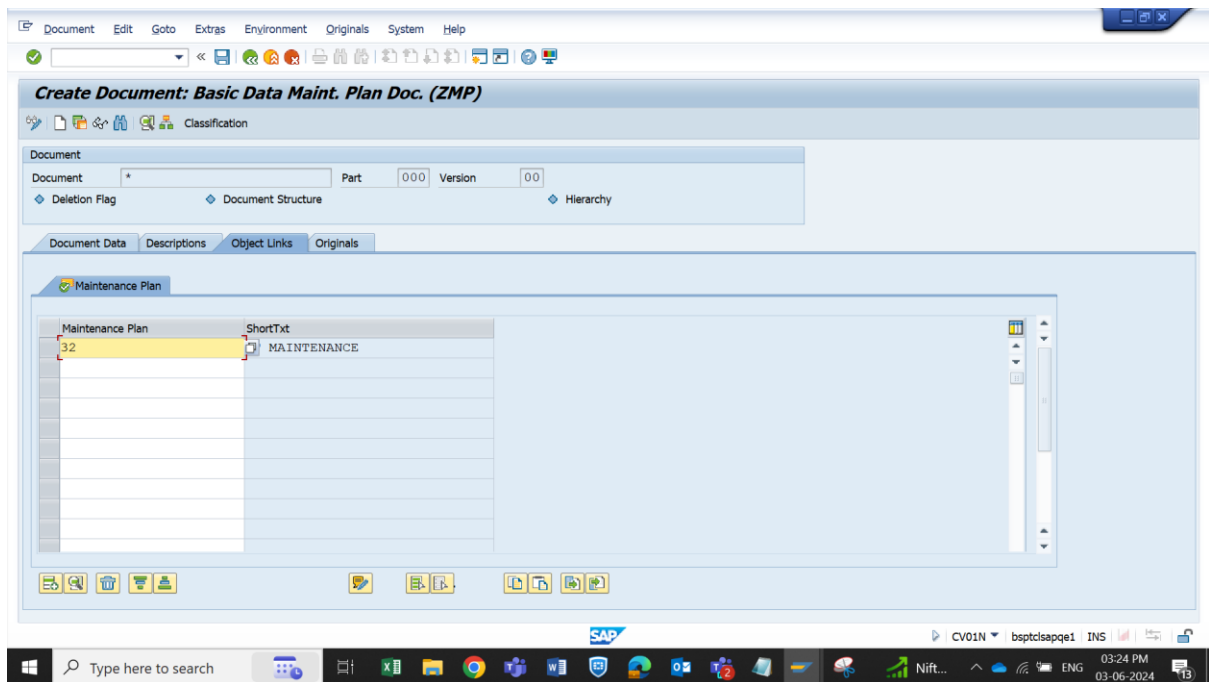 Document Edit Goto Extras Environment Originals System Help
Create Document: Basic Data Maint. Plan Doc. (ZMP)
Classification
Document
Document * Part 000 Version 00
Deletion Flag Document Structure Hierarchy
Document Data Descriptions Object Links Originals
Maintenance Plan
Maintenance Plan ShortTxt
32 MAINTENANCE
SAP
CV01N bsptclsapqe1 INS
Type here to search Nift... ENG 03:24 PM
03-06-2024